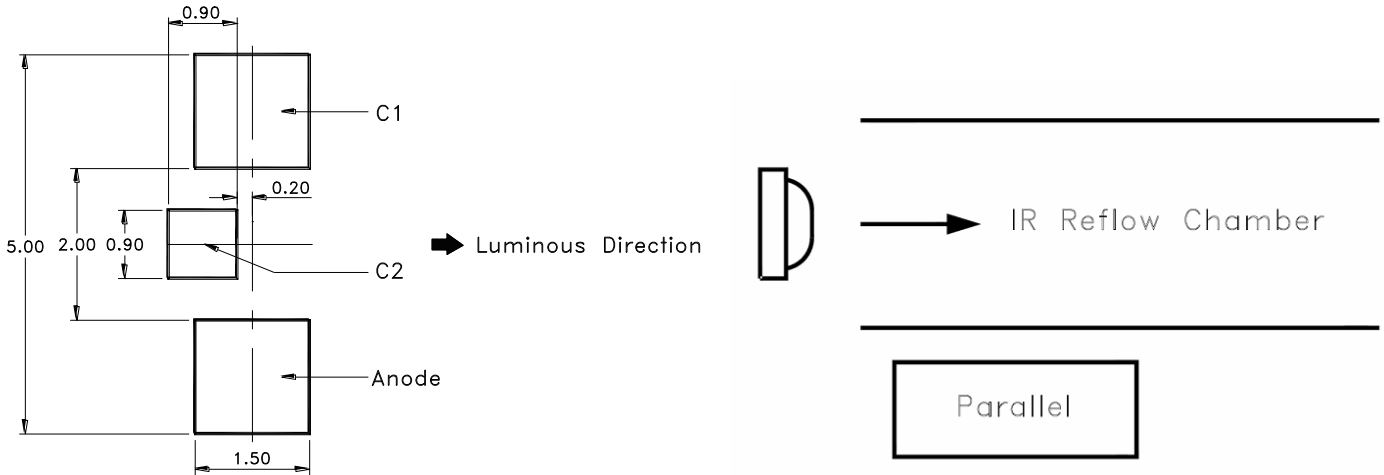 0.90
C1
0.20
5.00 2.00 0.90
Luminous Direction
C2
Anode
1.50
IR Reflow Chamber
Parallel